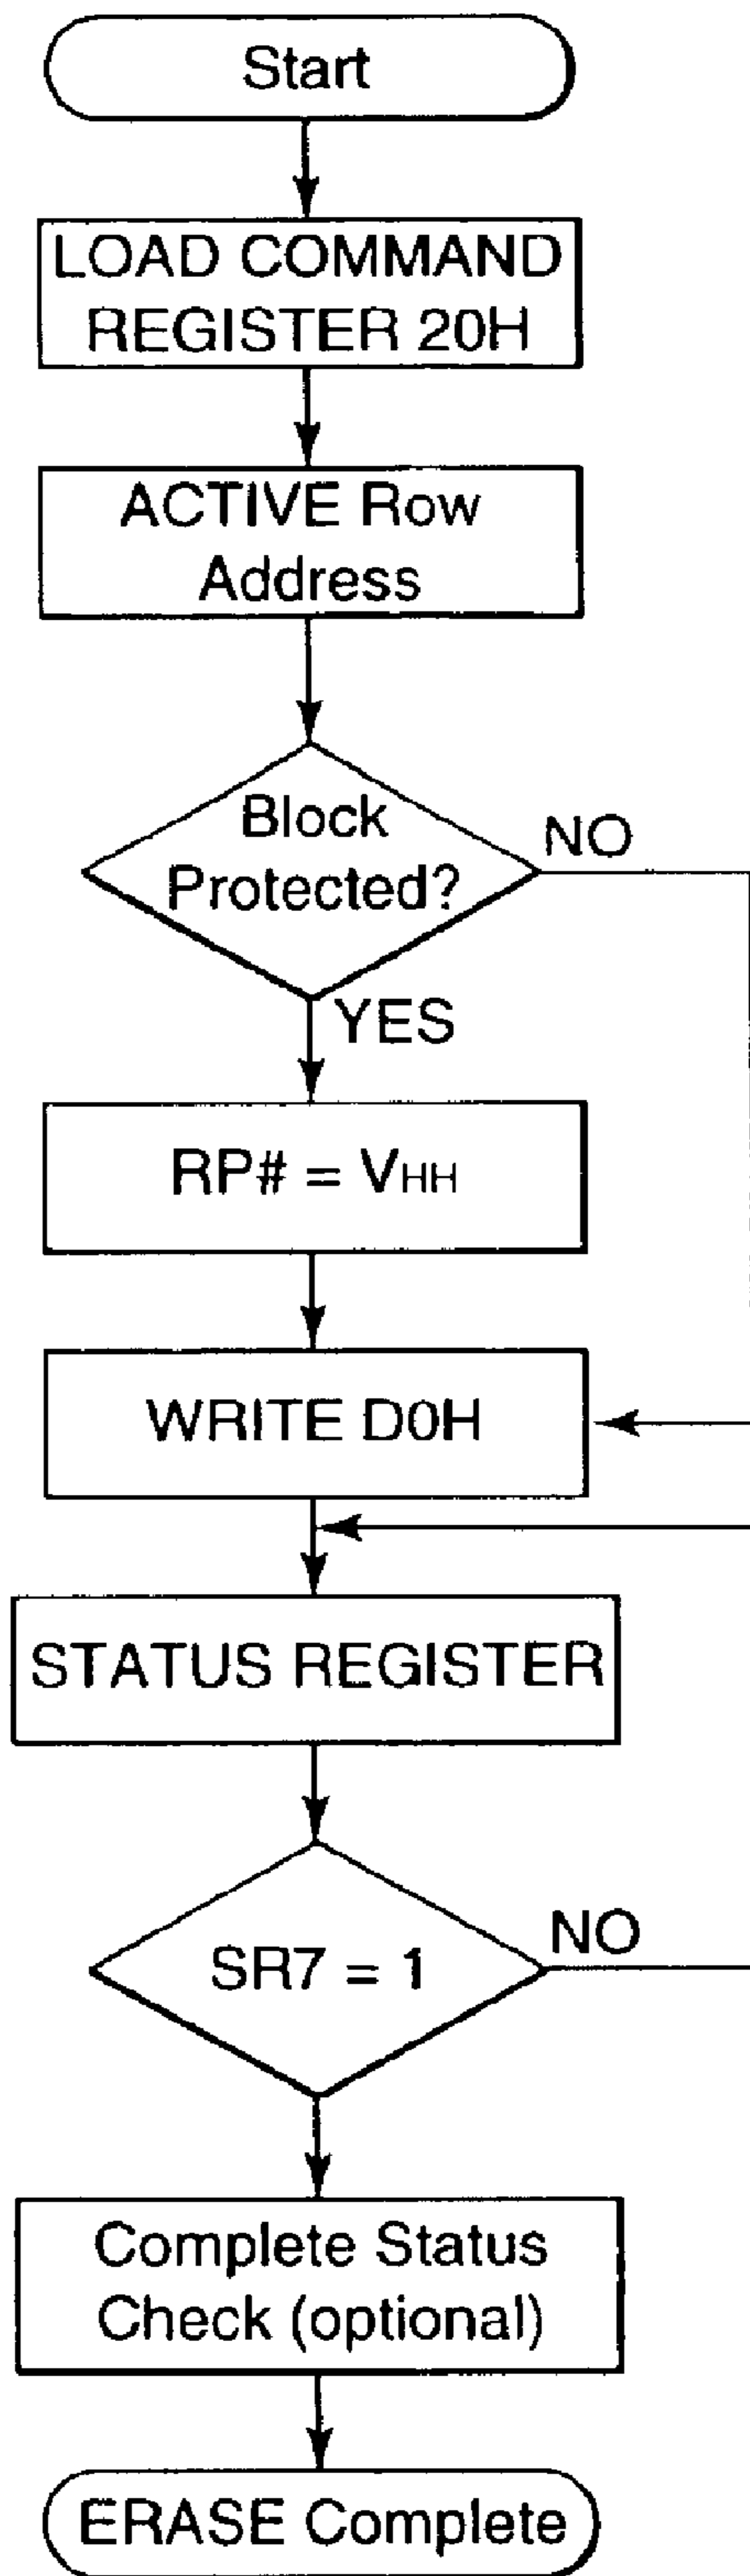 Start
LOAD COMMAND
REGISTER 20H
ACTIVE Row
Address
Block
Protected?
NO
YES
RP# = VHH
WRITE D0H
STATUS REGISTER
SR7 = 1
NO
Complete Status
Check (optional)
ERASE Complete